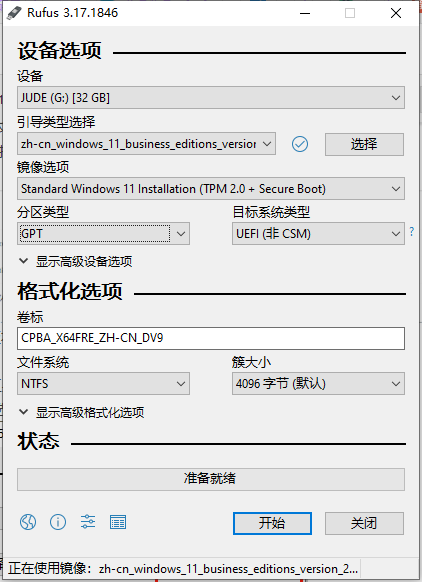 Rufus 3.17.1846
设备选项
设备
JUDE (G:) [32 GB]
引导类型选择
zh-cn_windows_11_business_editions_version
选择
镜像选项
Standard Windows 11 Installation (TPM 2.0 + Secure Boot)
分区类型 目标系统类型
GPT UEFI (非 CSM) ?
显示高级设备选项
格式化选项
卷标
CPBA_X64FRE_ZH-CN_DV9
文件系统 簇大小
NTFS 4096 字节 (默认)
显示高级格式化选项
状态
准备就绪
开始 关闭
正在使用镜像：zh-cn_windows_11_business_editions_version_2...